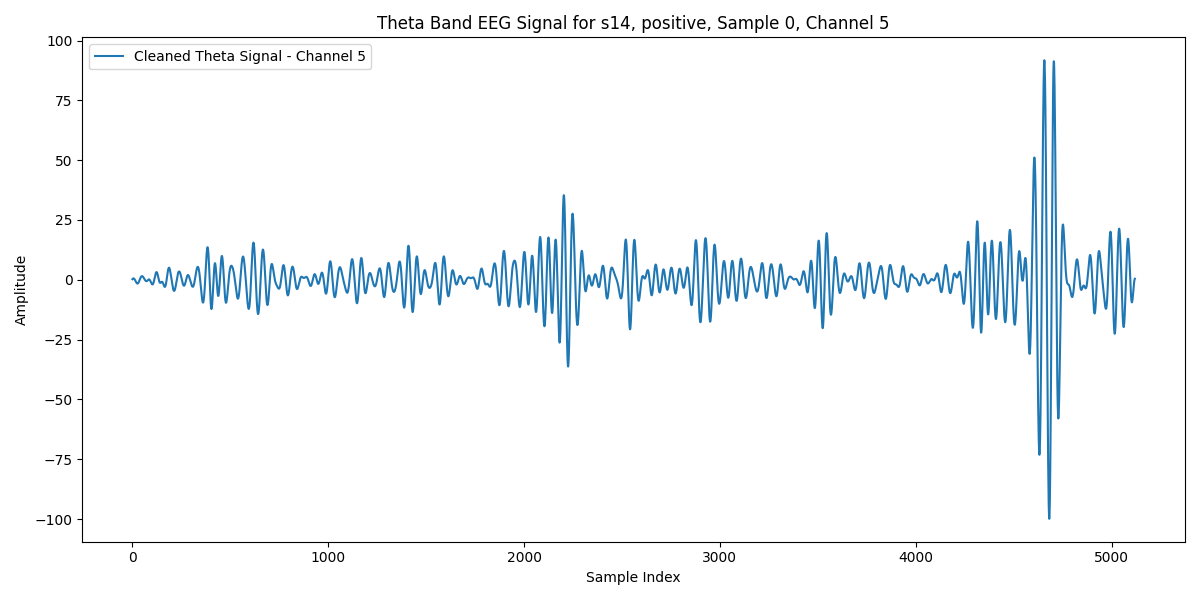 Theta Band EEG Signal for s14, positive, Sample 0, Channel 5
Cleaned Theta Signal - Channel 5
100
75
50
25
0
−25
−50
−75
−100
Amplitude
0 1000 2000 3000 4000 5000
Sample Index